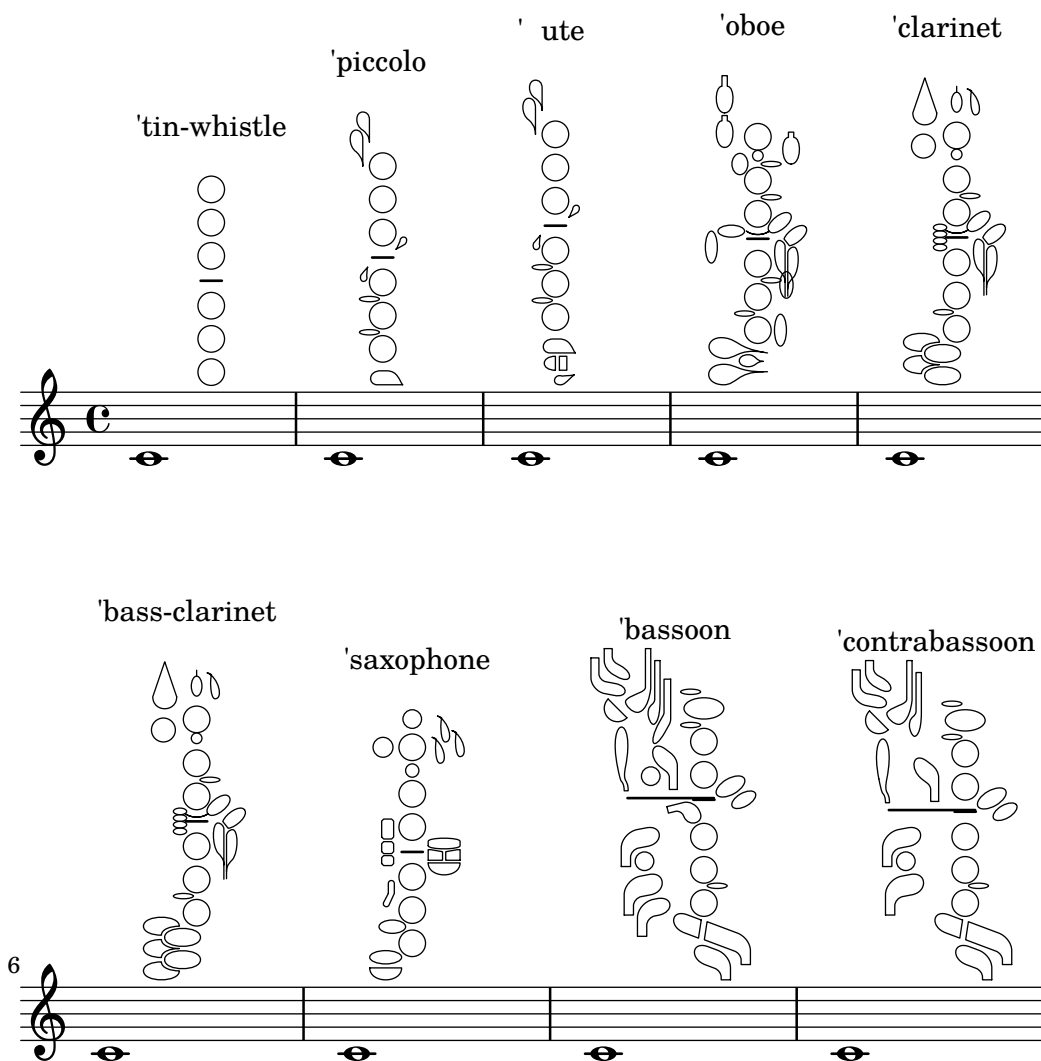 'tin-whistle
'piccolo
' ute
'oboe
'clarinet
6
'bass-clarinet
'saxophone
'bassoon
'contrabassoon